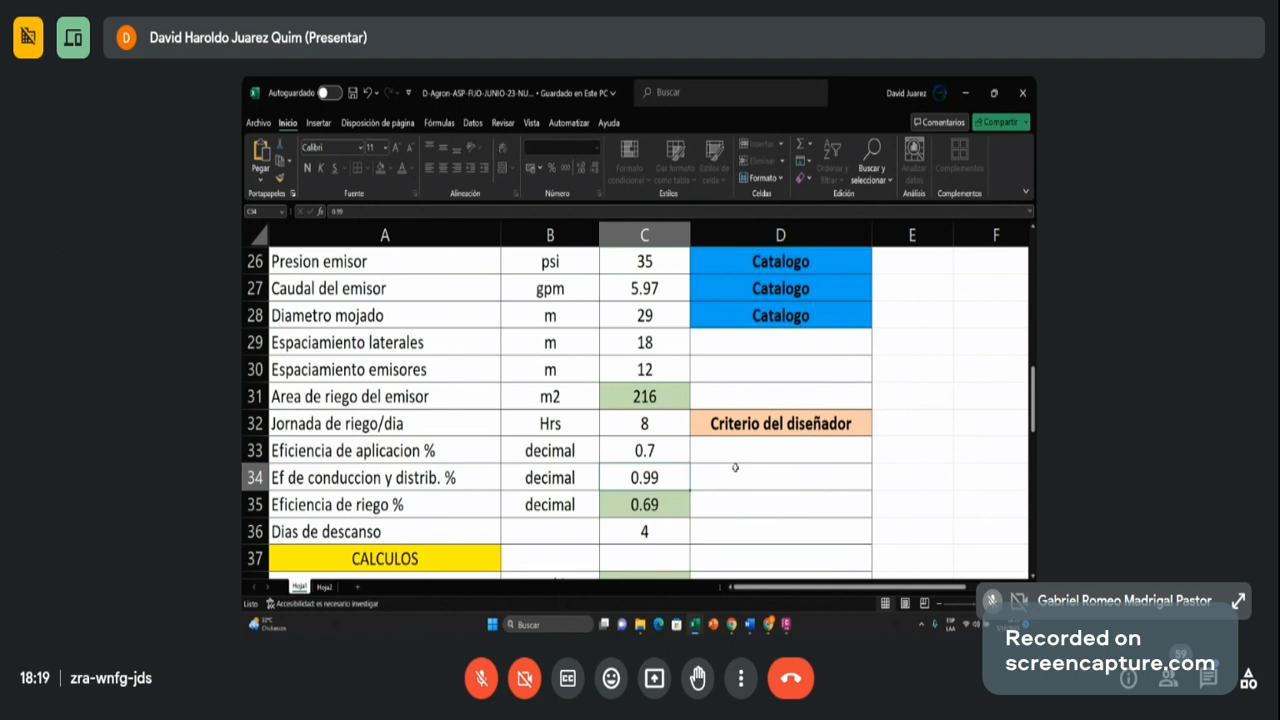 D David Haroldo Juarez Quim (Presentar)
Autoguardado D-Agron-ASP-FIJO-JUNIO-23-NU... • Guardado en Este PC Buscar David Juarez
Archivo Inicio Insertar Disposición de página Fórmulas Datos Revisar Vista Automatizar Ayuda Comentarios Compartir
Pegar Calibri 11 Formato condicional Dar formato como tabla Estilos de celda Insertar Eliminar Formato Ordenar y filtrar Buscar y seleccionar Analizar datos Complementos
N K S
Portapapeles Fuente Alineación Número Estilos Celdas Edición Análisis Complementos
C34 fx 0.99
A B C D E F
26 Presion emisor psi 35 Catalogo
27 Caudal del emisor gpm 5.97 Catalogo
28 Diametro mojado m 29 Catalogo
29 Espaciamiento laterales m 18
30 Espaciamiento emisores m 12
31 Area de riego del emisor m2 216
32 Jornada de riego/dia Hrs 8 Criterio del diseñador
33 Eficiencia de aplicacion % decimal 0.7
34 Ef de conduccion y distrib. % decimal 0.99
35 Eficiencia de riego % decimal 0.69
36 Dias de descanso 4
37 CALCULOS
Hoja1 Hoja2 +
Listo Accesibilidad: es necesario investigar
Buscar ESP LAA
Gabriel Romeo Madrigal Pastor
Recorded on
screencapture.com
18:19 | zra-wnfg-jds 59